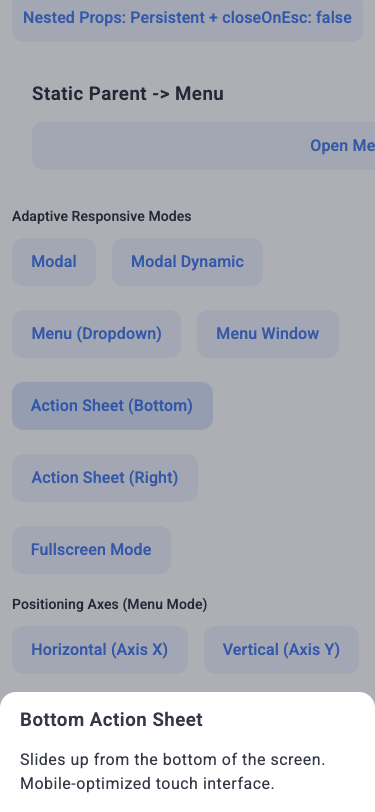 Nested Props: Persistent + closeOnEsc: false
Static Parent -> Menu
Open Me
Adaptive Responsive Modes
Modal
Modal Dynamic
Menu (Dropdown)
Menu Window
Action Sheet (Bottom)
Action Sheet (Right)
Fullscreen Mode
Positioning Axes (Menu Mode)
Horizontal (Axis X)
Vertical (Axis Y)
Bottom Action Sheet
Slides up from the bottom of the screen.
Mobile-optimized touch interface.